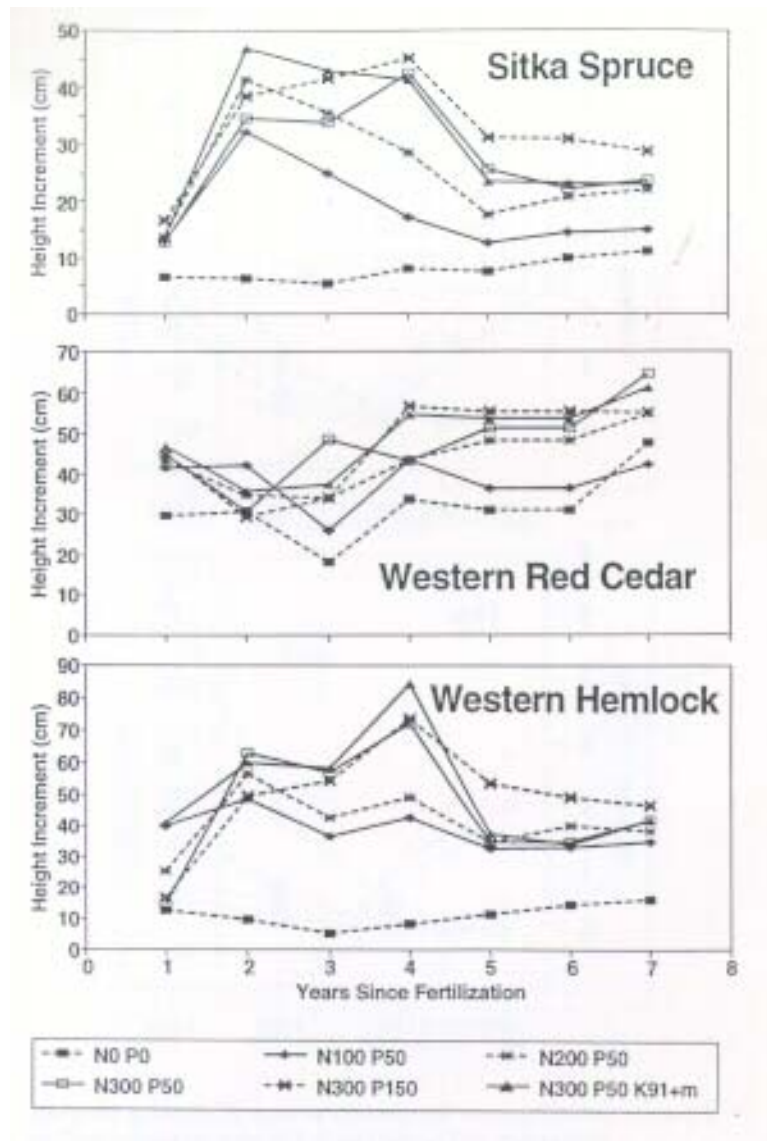 Sitka Spruce
Height Increment (cm)
50
40
30
20
10
0
Western Red Cedar
Height Increment (cm)
70
60
50
40
30
20
10
0
Western Hemlock
Height Increment (cm)
90
80
70
60
50
40
30
20
10
0
0 1 2 3 4 5 6 7 8
Years Since Fertilization
N0 P0 N100 P50 N200 P50
N300 P50 N300 P150 N300 P50 K91+m